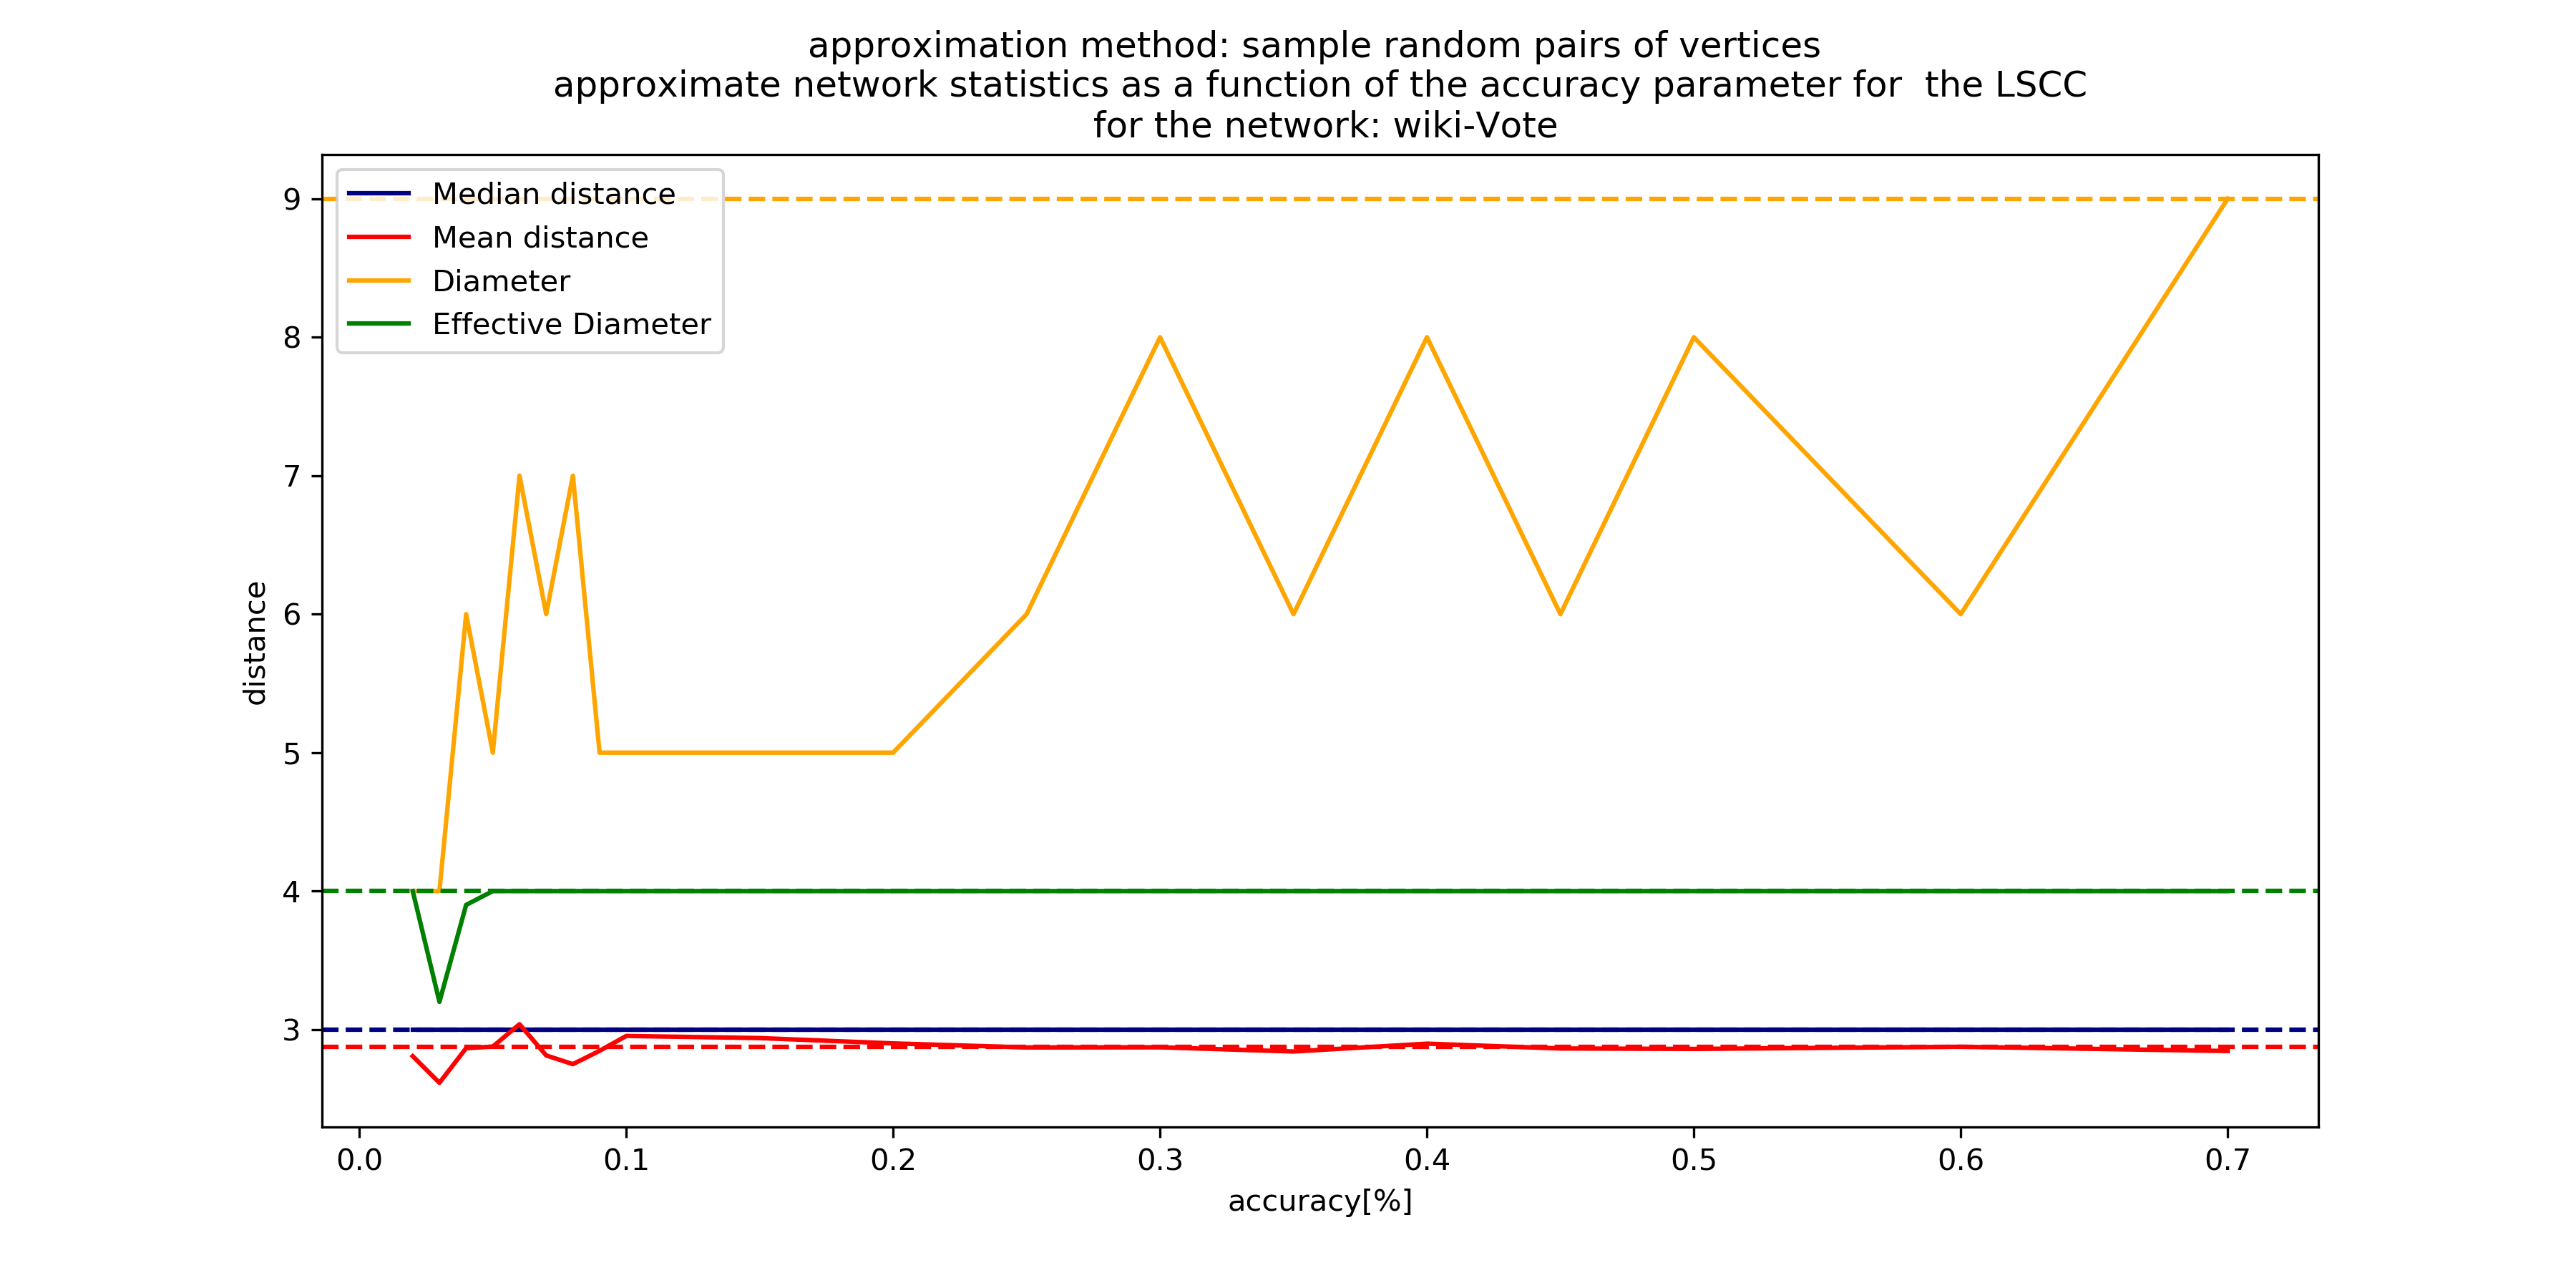 approximation method: sample random pairs of vertices
approximate network statistics as a function of the accuracy parameter for  the LSCC
for the network: wiki-Vote
Median distance
Mean distance
Diameter
Effective Diameter
9
8
7
6
5
4
3
distance
0.0 0.1 0.2 0.3 0.4 0.5 0.6 0.7
accuracy[%]